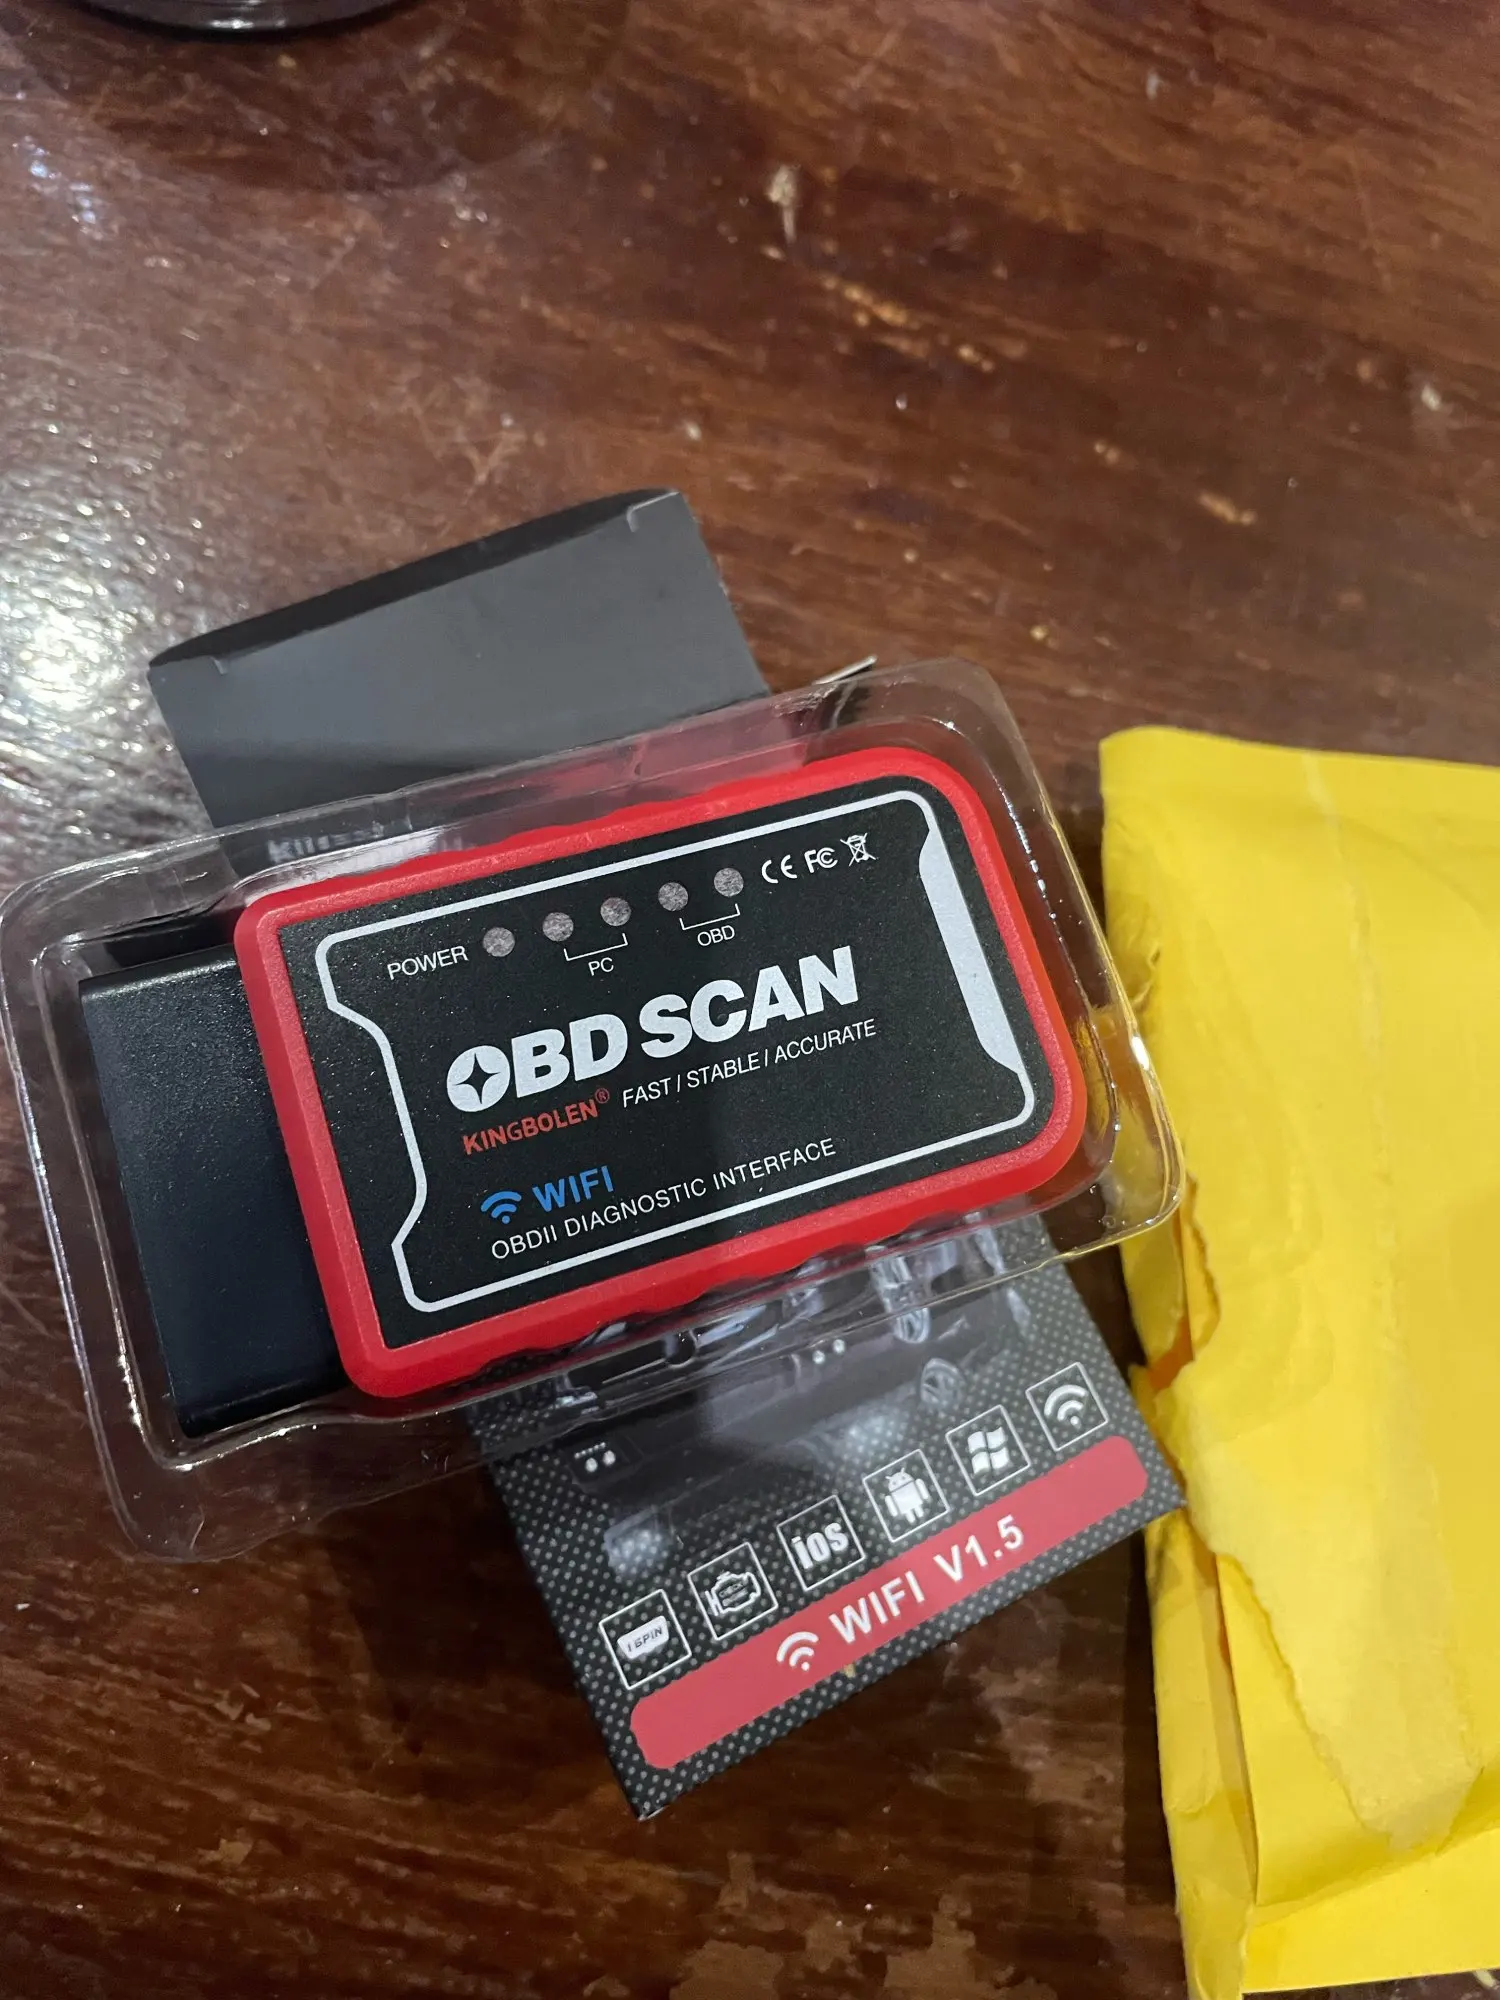 POWER
PC
OBD
CE FC
OBD SCAN
KINGBOLEN® FAST / STABLE / ACCURATE
WIFI
OBDII DIAGNOSTIC INTERFACE
16PIN
CHECK
ios
WIFI V1.5